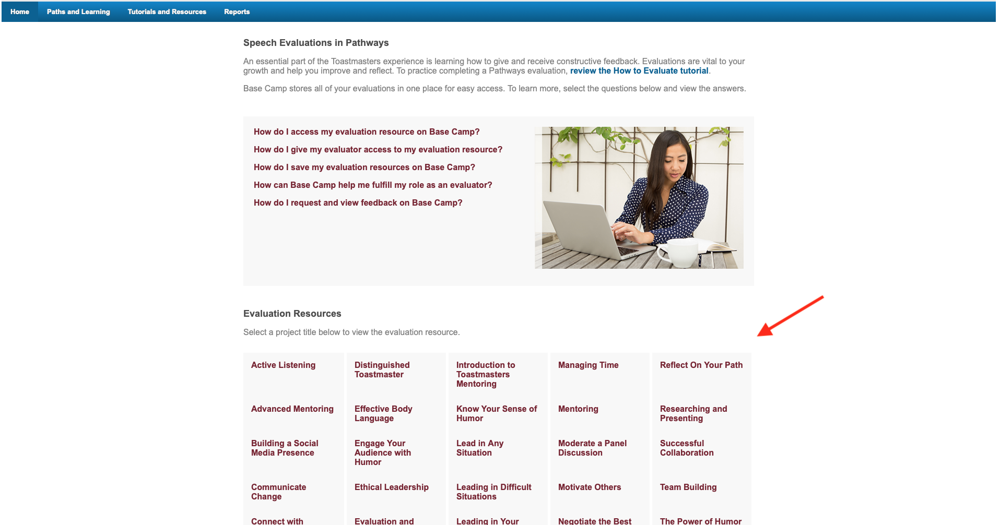 Home Paths and Learning Tutorials and Resources Reports
Speech Evaluations in Pathways
An essential part of the Toastmasters experience is learning how to give and receive constructive feedback. Evaluations are vital to your
growth and help you improve and reflect. To practice completing a Pathways evaluation, review the How to Evaluate tutorial.
Base Camp stores all of your evaluations in one place for easy access. To learn more, select the questions below and view the answers.
How do I access my evaluation resource on Base Camp?
How do I give my evaluator access to my evaluation resource?
How do I save my evaluation resources on Base Camp?
How can Base Camp help me fulfill my role as an evaluator?
How do I request and view feedback on Base Camp?
Evaluation Resources
Select a project title below to view the evaluation resource.
Active Listening
Distinguished
Toastmaster
Introduction to
Toastmasters
Mentoring
Managing Time
Reflect On Your Path
Advanced Mentoring
Effective Body
Language
Know Your Sense of
Humor
Mentoring
Researching and
Presenting
Building a Social
Media Presence
Engage Your
Audience with
Humor
Lead in Any
Situation
Moderate a Panel
Discussion
Successful
Collaboration
Communicate
Change
Ethical Leadership
Leading in Difficult
Situations
Motivate Others
Team Building
Connect with
Evaluation and
Leading in Your
Negotiate the Best
The Power of Humor